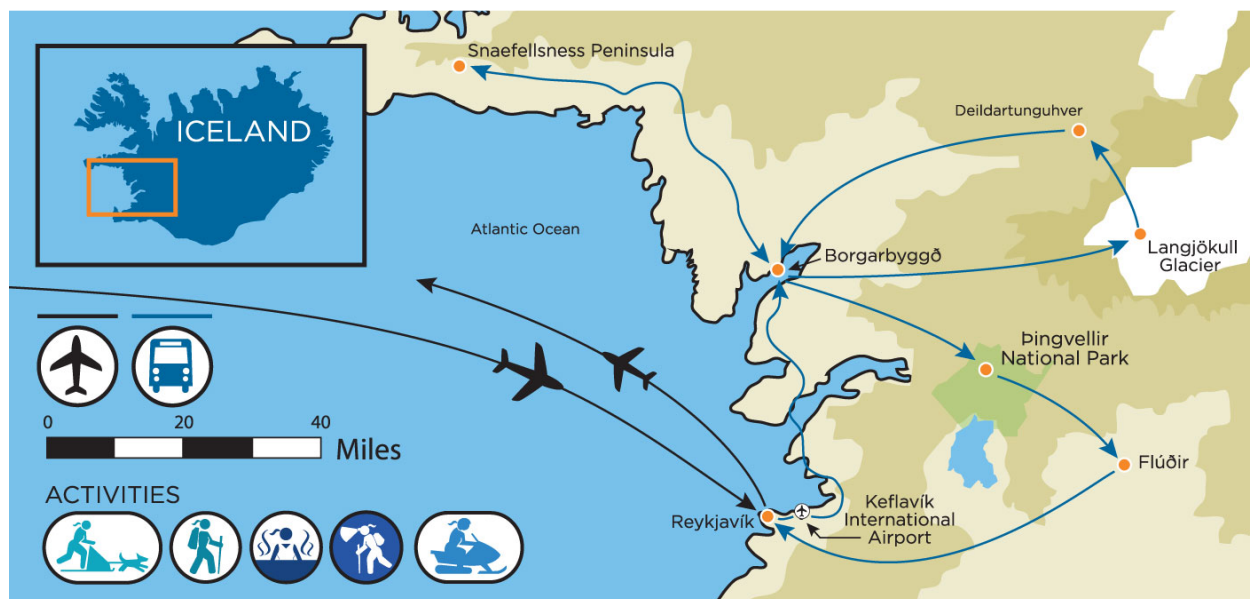 ICELAND
Snaefellsness Peninsula
Deildartunguhver
Atlantic Ocean
Borgarbyggð
Langjökull
Glacier
Þingvellir
National Park
0 20 40
Miles
Flúðir
ACTIVITIES
Reykjavík
Keflavík
International
Airport